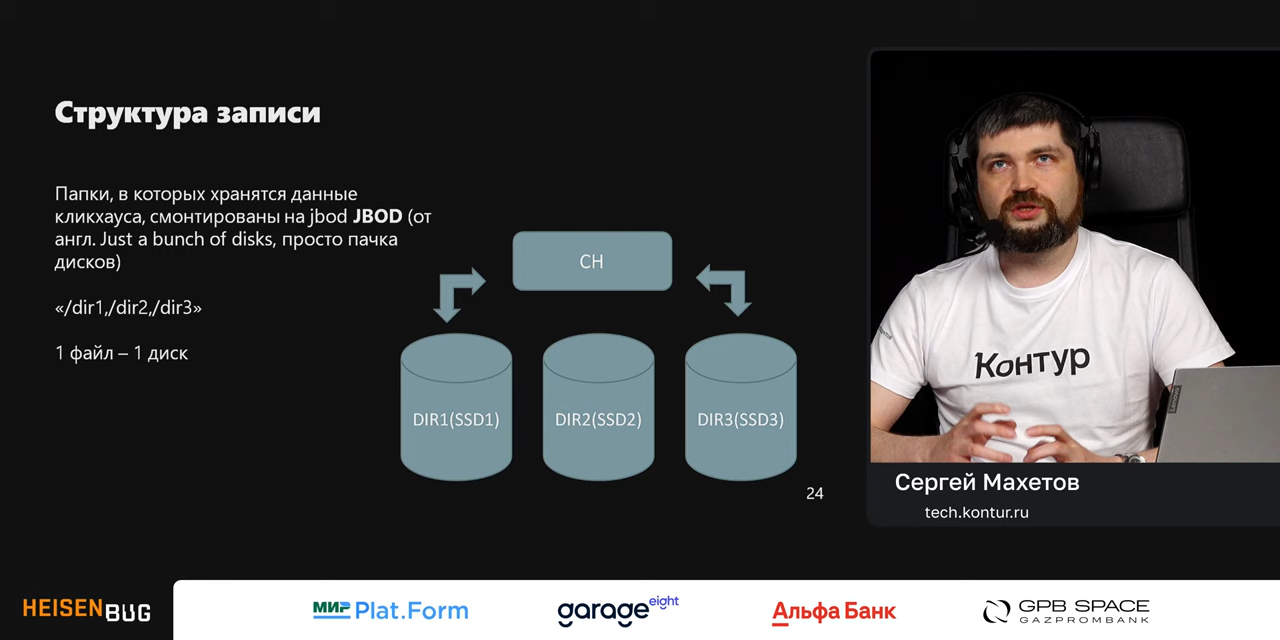 Структура записи
Папки, в которых хранятся данные
кликхауса, смонтированы на jbod JBOD (от
англ. Just a bunch of disks, просто пачка
дисков)
«/dir1,/dir2,/dir3»
1 файл – 1 диск
CH
DIR1(SSD1)
DIR2(SSD2)
DIR3(SSD3)
24
Контур
Lenovo
Сергей Махетов
tech.kontur.ru
HEISENBUG
МИР Plat.Form
garage eight
Альфа Банк
GPB SPACE
GAZPROMBANK